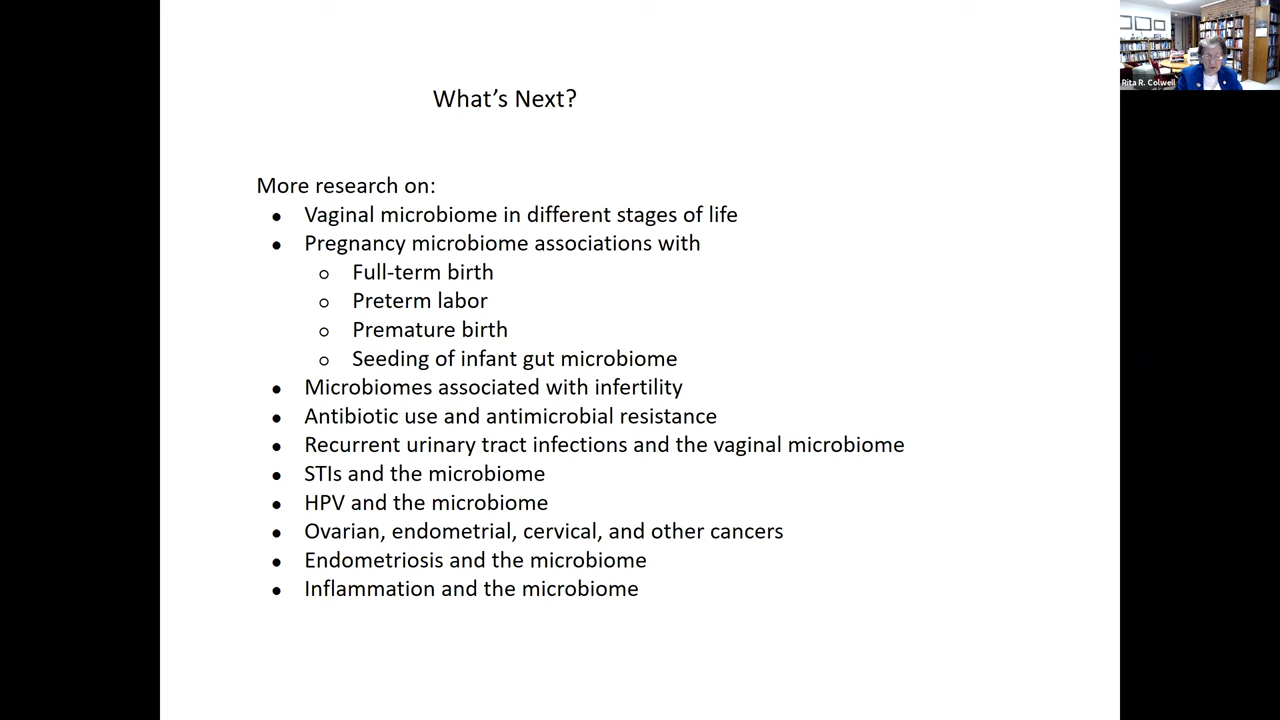 What's Next?
Rita R. Colwell
More research on:
● Vaginal microbiome in different stages of life
● Pregnancy microbiome associations with
○ Full-term birth
○ Preterm labor
○ Premature birth
○ Seeding of infant gut microbiome
● Microbiomes associated with infertility
● Antibiotic use and antimicrobial resistance
● Recurrent urinary tract infections and the vaginal microbiome
● STIs and the microbiome
● HPV and the microbiome
● Ovarian, endometrial, cervical, and other cancers
● Endometriosis and the microbiome
● Inflammation and the microbiome